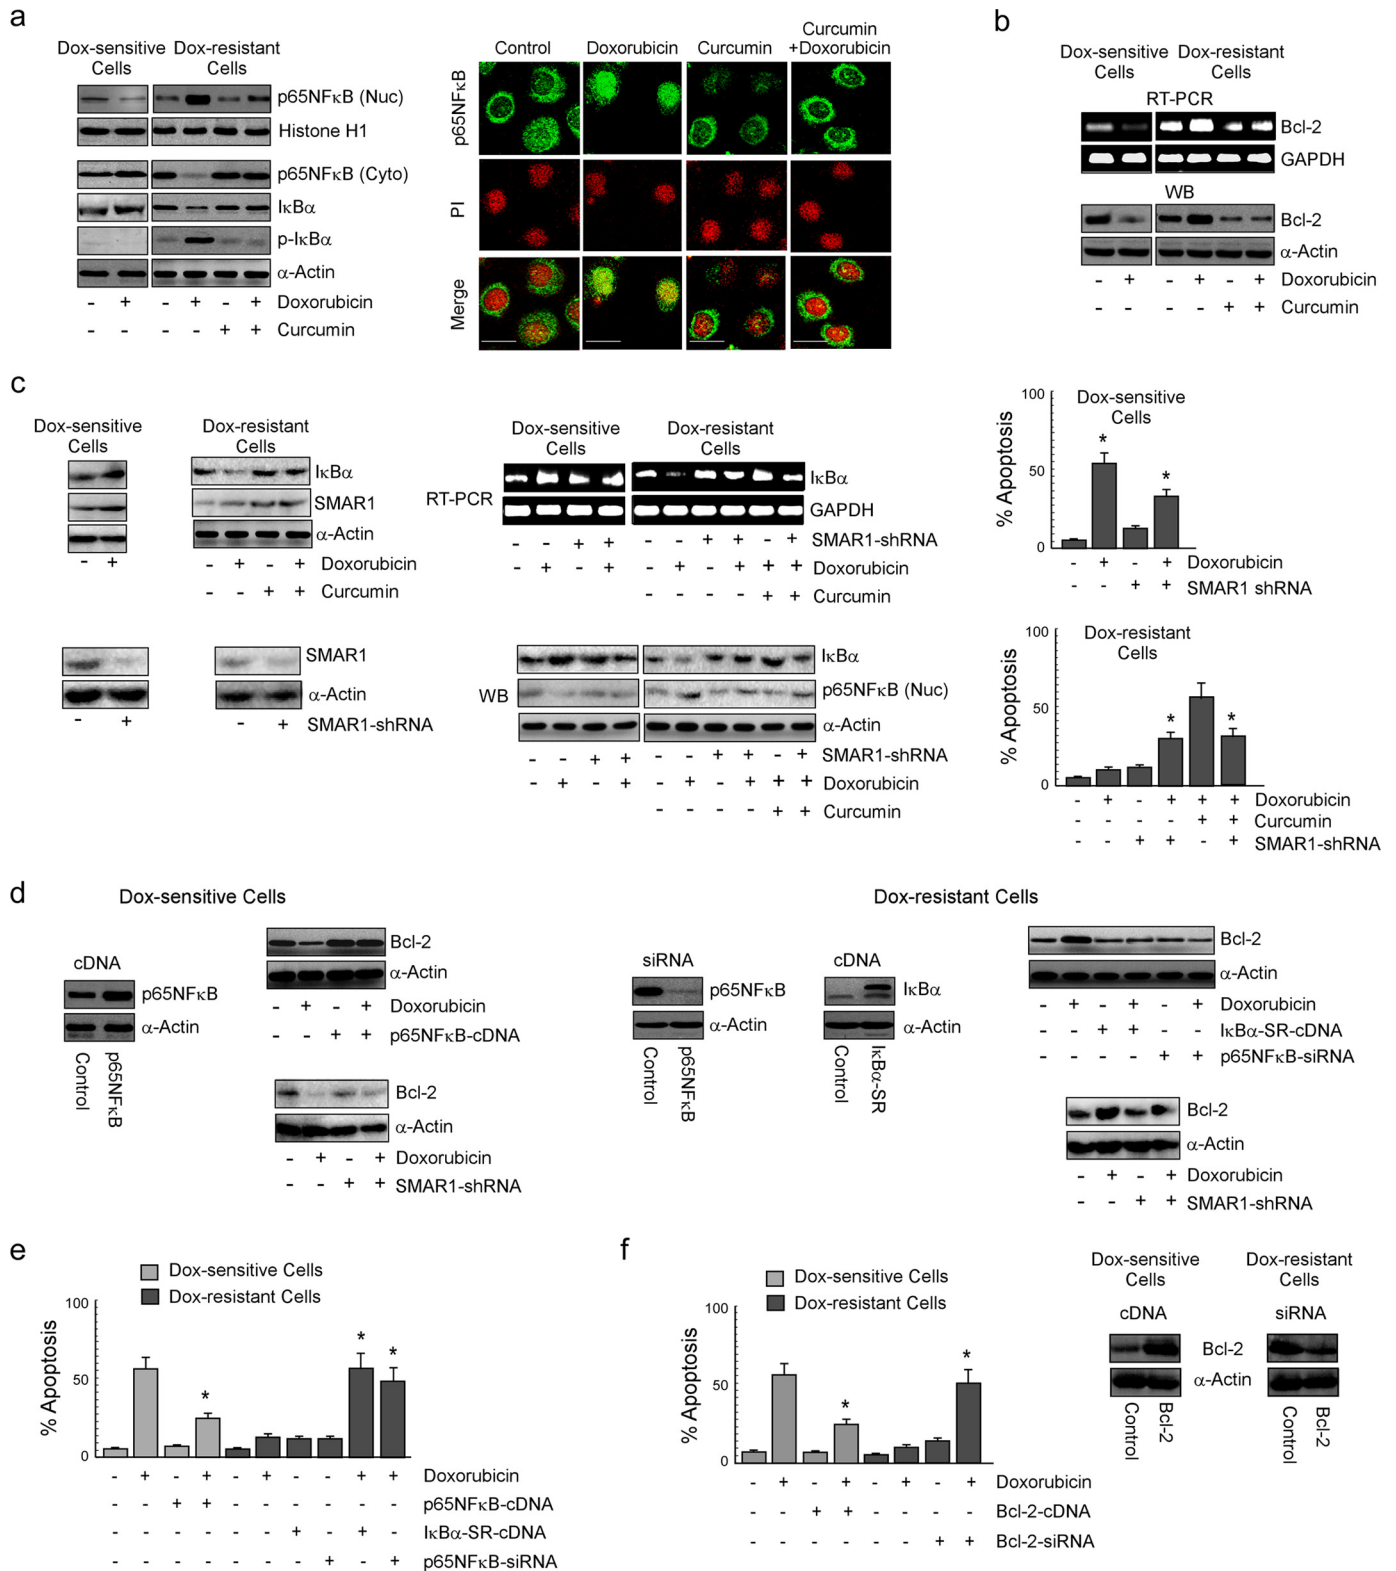 a
Dox-sensitive Cells
Dox-resistant Cells
p65NFκB (Nuc)
Histone H1
p65NFκB (Cyto)
IκBα
p-IκBα
α-Actin
- + - + - + Doxorubicin
- - - - + + Curcumin
Control Doxorubicin Curcumin Curcumin +Doxorubicin
p65NFκB
PI
Merge
b
Dox-sensitive Cells
Dox-resistant Cells
RT-PCR
Bcl-2
GAPDH
WB
Bcl-2
α-Actin
- + - + - + Doxorubicin
- - - - + + Curcumin
c
Dox-sensitive Cells
Dox-resistant Cells
IκBα
SMAR1
α-Actin
- + - + - + Doxorubicin
- - + + Curcumin
SMAR1
α-Actin
- + - + SMAR1-shRNA
Dox-sensitive Cells
Dox-resistant Cells
RT-PCR
IκBα
GAPDH
- - + + - - + + - + SMAR1-shRNA
- + - + - + - + + + Doxorubicin
- - - - + + Curcumin
WB
IκBα
p65NFκB (Nuc)
α-Actin
- - + + - - + + - + SMAR1-shRNA
- + - + - + - + + + Doxorubicin
- - - - + + Curcumin
% Apoptosis
100
50
0
Dox-sensitive Cells
* *
- + - + Doxorubicin
- - + + SMAR1 shRNA
% Apoptosis
100
50
0
Dox-resistant Cells
* *
- + - + + + Doxorubicin
- - - - + + Curcumin
- - + + - + SMAR1-shRNA
d
Dox-sensitive Cells
cDNA
p65NFκB
α-Actin
Control p65NFκB
Bcl-2
α-Actin
- + - + Doxorubicin
- - + + p65NFκB-cDNA
Bcl-2
α-Actin
- + - + Doxorubicin
- - + + SMAR1-shRNA
Dox-resistant Cells
siRNA
p65NFκB
α-Actin
Control p65NFκB
cDNA
IκBα
α-Actin
Control IκBα-SR
Bcl-2
α-Actin
- + - + - + Doxorubicin
- - + + - - IκBα-SR-cDNA
- - - - + + p65NFκB-siRNA
Bcl-2
α-Actin
- + - + Doxorubicin
- - + + SMAR1-shRNA
e
Dox-sensitive Cells
Dox-resistant Cells
% Apoptosis
100
50
0
* * *
- + - + - + - - + + Doxorubicin
- - + + - - - - - - p65NFκB-cDNA
- - - - - - + - + - IκBα-SR-cDNA
- - - - - - - + - + p65NFκB-siRNA
f
Dox-sensitive Cells
Dox-resistant Cells
% Apoptosis
100
50
0
* *
- + - + - + - + Doxorubicin
- - + + - - - - Bcl-2-cDNA
- - - - - - + + Bcl-2-siRNA
Dox-sensitive Cells
Dox-resistant Cells
cDNA
siRNA
Bcl-2
α-Actin
Control Bcl-2
Control Bcl-2